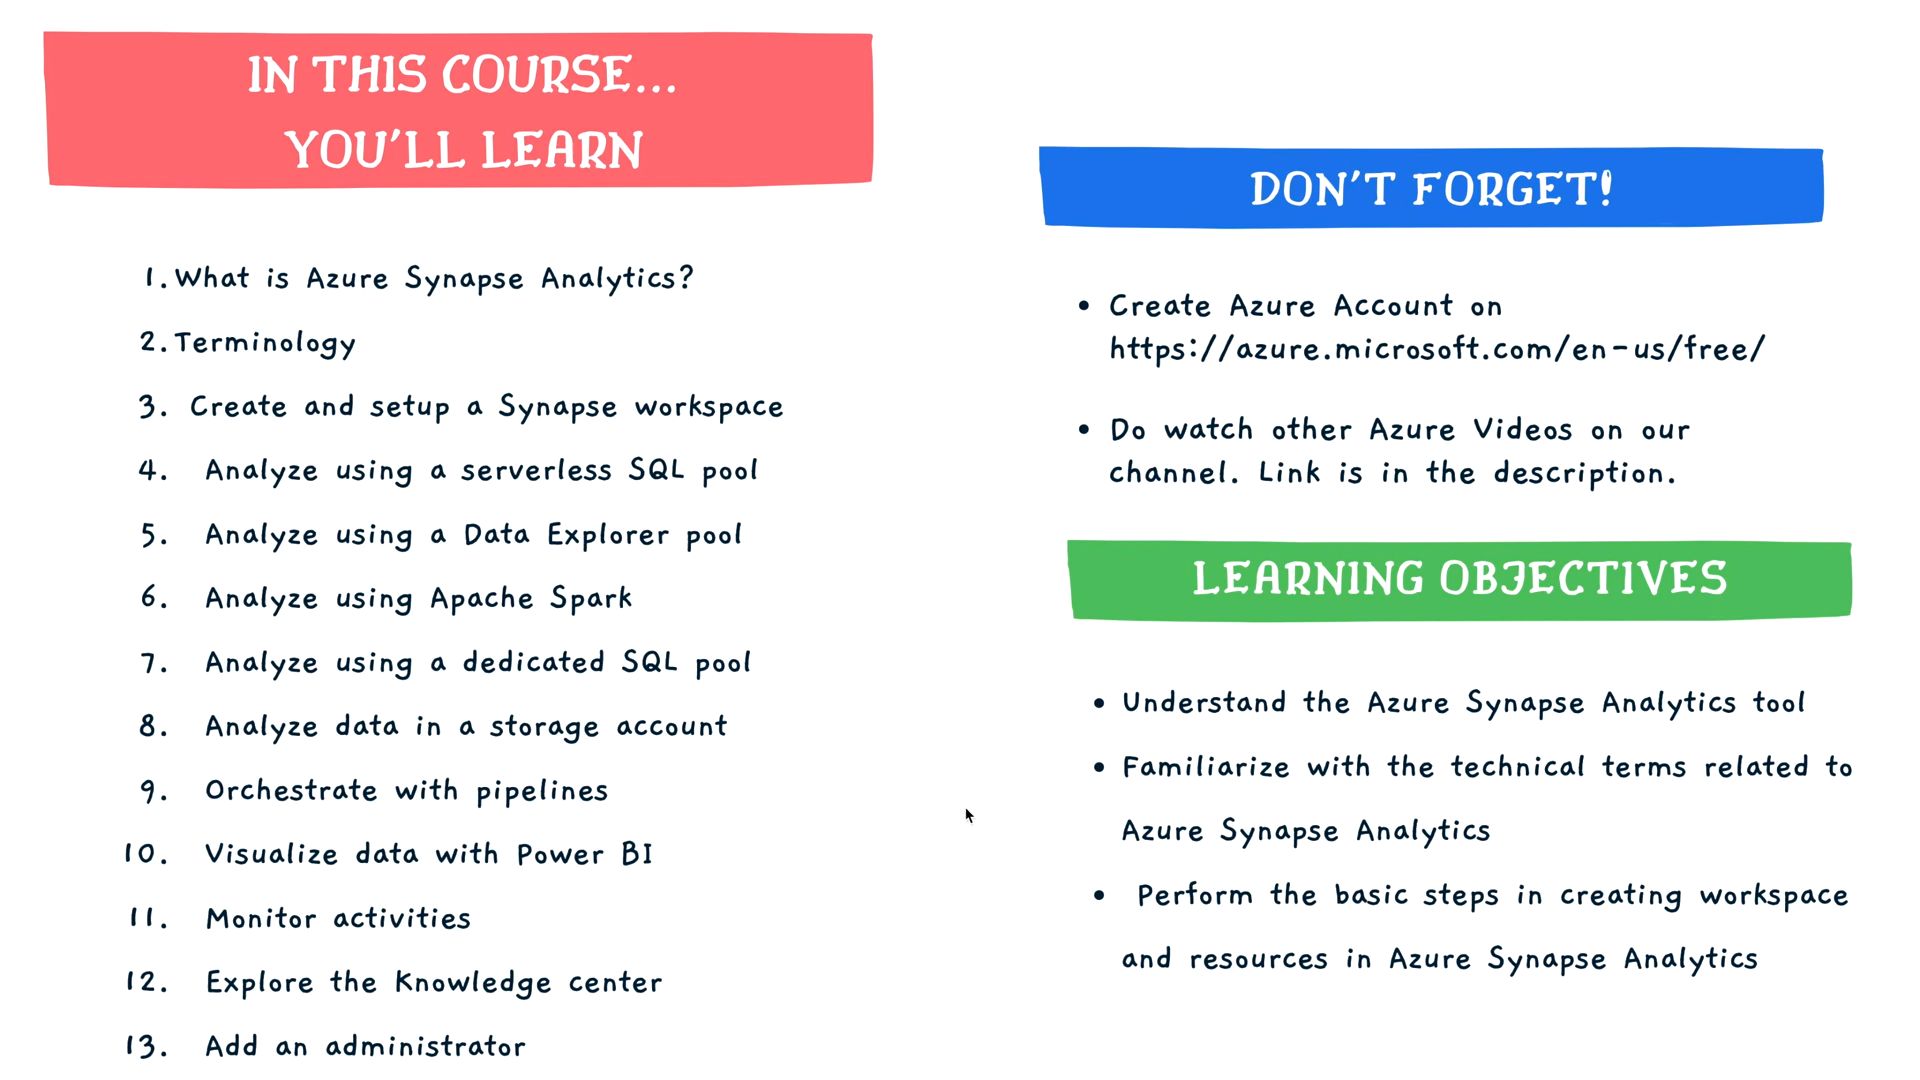 IN THIS COURSE...
YOU'LL LEARN
1. What is Azure Synapse Analytics?
2. Terminology
3. Create and setup a Synapse workspace
4. Analyze using a serverless SQL pool
5. Analyze using a Data Explorer pool
6. Analyze using Apache Spark
7. Analyze using a dedicated SQL pool
8. Analyze data in a storage account
9. Orchestrate with pipelines
10. Visualize data with Power BI
11. Monitor activities
12. Explore the Knowledge center
13. Add an administrator
DON'T FORGET!
• Create Azure Account on
https://azure.microsoft.com/en-us/free/
• Do watch other Azure Videos on our
channel. Link is in the description.
LEARNING OBJECTIVES
• Understand the Azure Synapse Analytics tool
• Familiarize with the technical terms related to
Azure Synapse Analytics
• Perform the basic steps in creating workspace
and resources in Azure Synapse Analytics